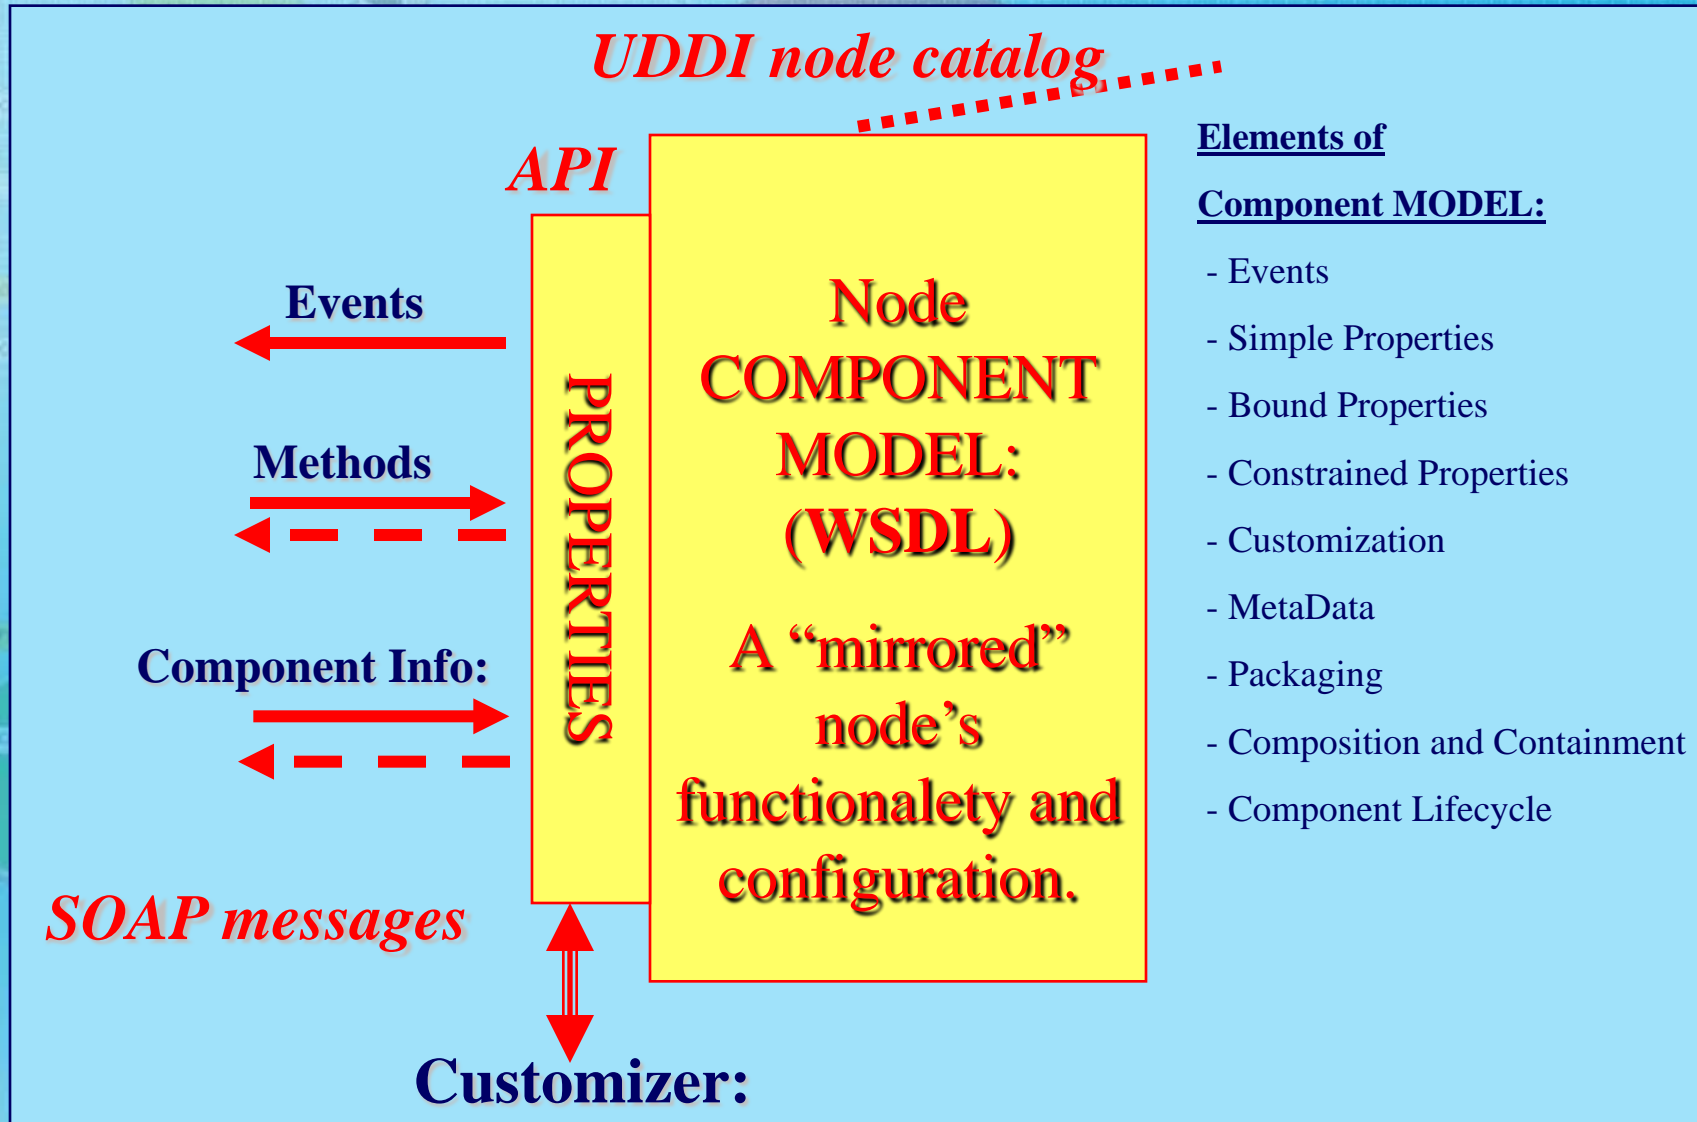 UDDI node catalog
API
Events
Methods
Component Info:
SOAP messages
PROPERTIES
Node
COMPONENT
MODEL:
(WSDL)
A “mirrored”
node’s
functionalety and
configuration.
Customizer:
Elements of
Component MODEL:
- Events
- Simple Properties
- Bound Properties
- Constrained Properties
- Customization
- MetaData
- Packaging
- Composition and Containment
- Component Lifecycle